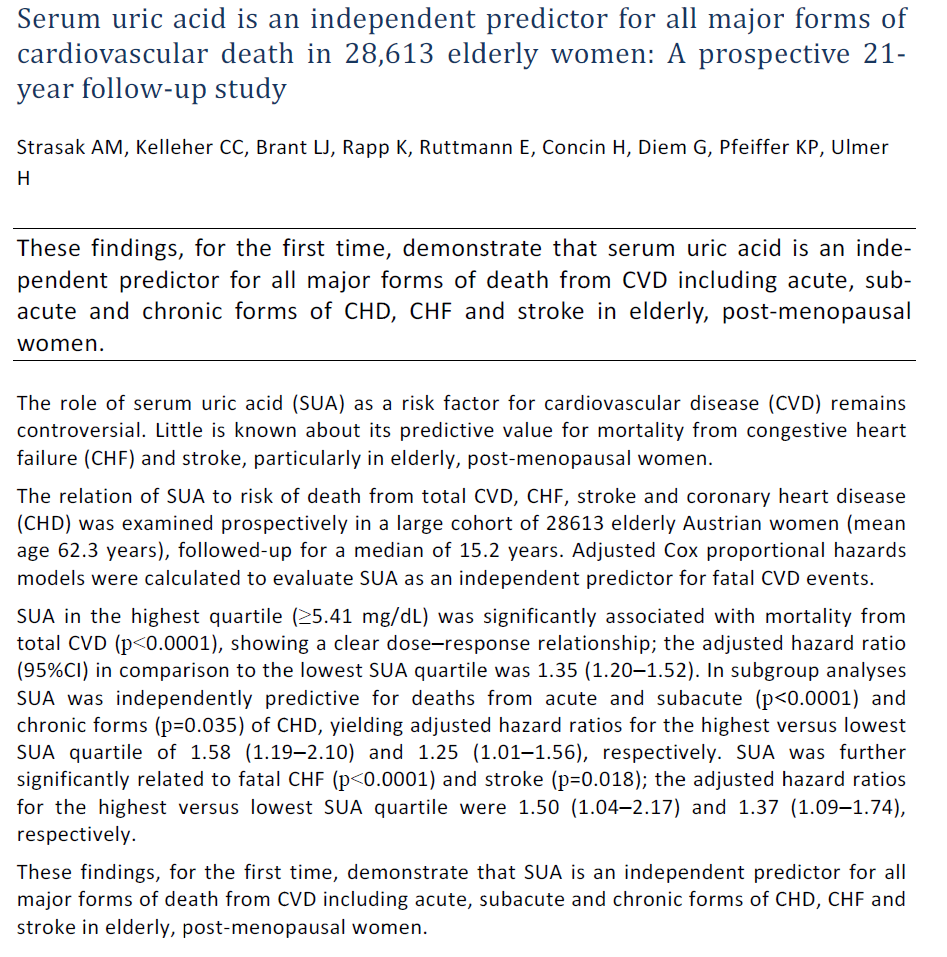 Serum uric acid is an independent predictor for all major forms of
cardiovascular death in 28,613 elderly women: A prospective 21-
year follow-up study
Strasak AM, Kelleher CC, Brant LJ, Rapp K, Ruttmann E, Concin H, Diem G, Pfeiffer KP, Ulmer
H
These findings, for the first time, demonstrate that serum uric acid is an inde-
pendent predictor for all major forms of death from CVD including acute, sub-
acute and chronic forms of CHD, CHF and stroke in elderly, post-menopausal
women.
The role of serum uric acid (SUA) as a risk factor for cardiovascular disease (CVD) remains
controversial. Little is known about its predictive value for mortality from congestive heart
failure (CHF) and stroke, particularly in elderly, post-menopausal women.
The relation of SUA to risk of death from total CVD, CHF, stroke and coronary heart disease
(CHD) was examined prospectively in a large cohort of 28613 elderly Austrian women (mean
age 62.3 years), followed-up for a median of 15.2 years. Adjusted Cox proportional hazards
models were calculated to evaluate SUA as an independent predictor for fatal CVD events.
SUA in the highest quartile (≥5.41 mg/dL) was significantly associated with mortality from
total CVD (p<0.0001), showing a clear dose–response relationship; the adjusted hazard ratio
(95%CI) in comparison to the lowest SUA quartile was 1.35 (1.20–1.52). In subgroup analyses
SUA was independently predictive for deaths from acute and subacute (p<0.0001) and
chronic forms (p=0.035) of CHD, yielding adjusted hazard ratios for the highest versus lowest
SUA quartile of 1.58 (1.19–2.10) and 1.25 (1.01–1.56), respectively. SUA was further
significantly related to fatal CHF (p<0.0001) and stroke (p=0.018); the adjusted hazard ratios
for the highest versus lowest SUA quartile were 1.50 (1.04–2.17) and 1.37 (1.09–1.74),
respectively.
These findings, for the first time, demonstrate that SUA is an independent predictor for all
major forms of death from CVD including acute, subacute and chronic forms of CHD, CHF and
stroke in elderly, post-menopausal women.